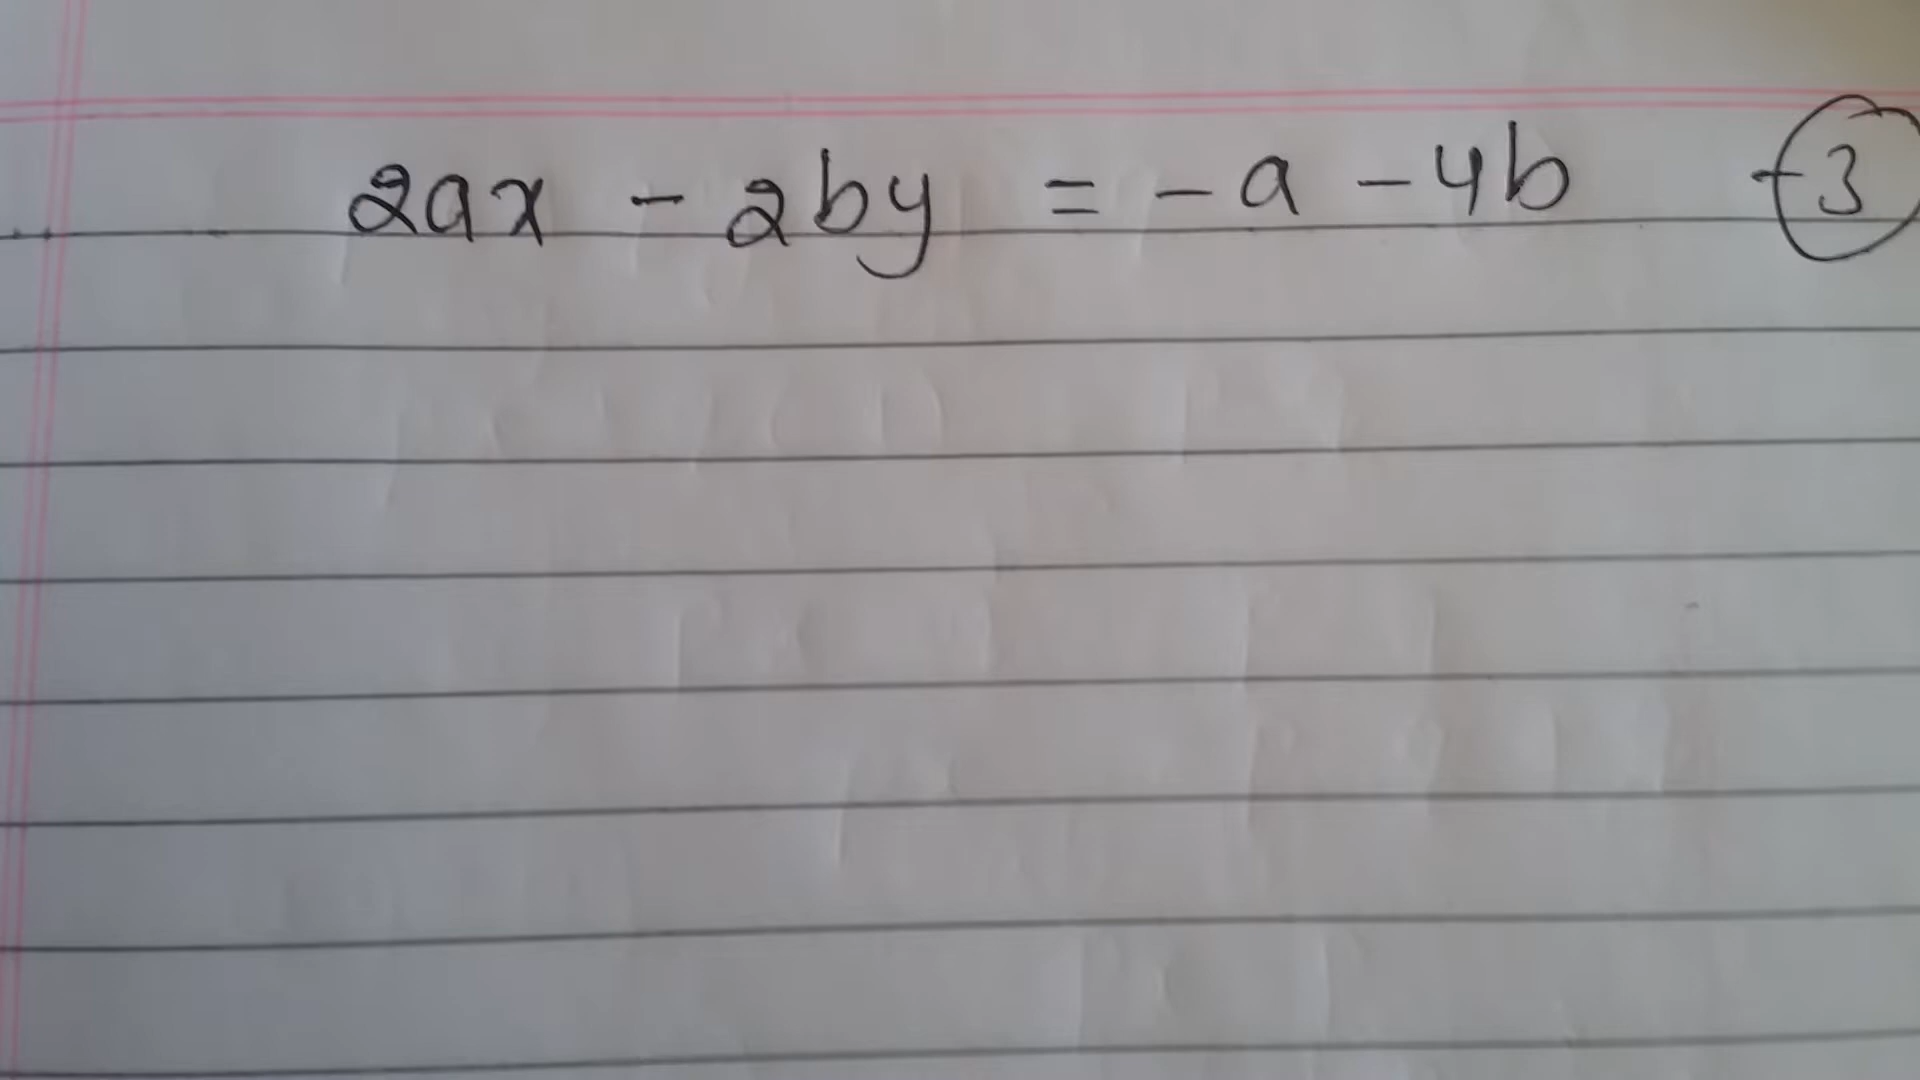 2ax - 2by = - a - 4b - 3